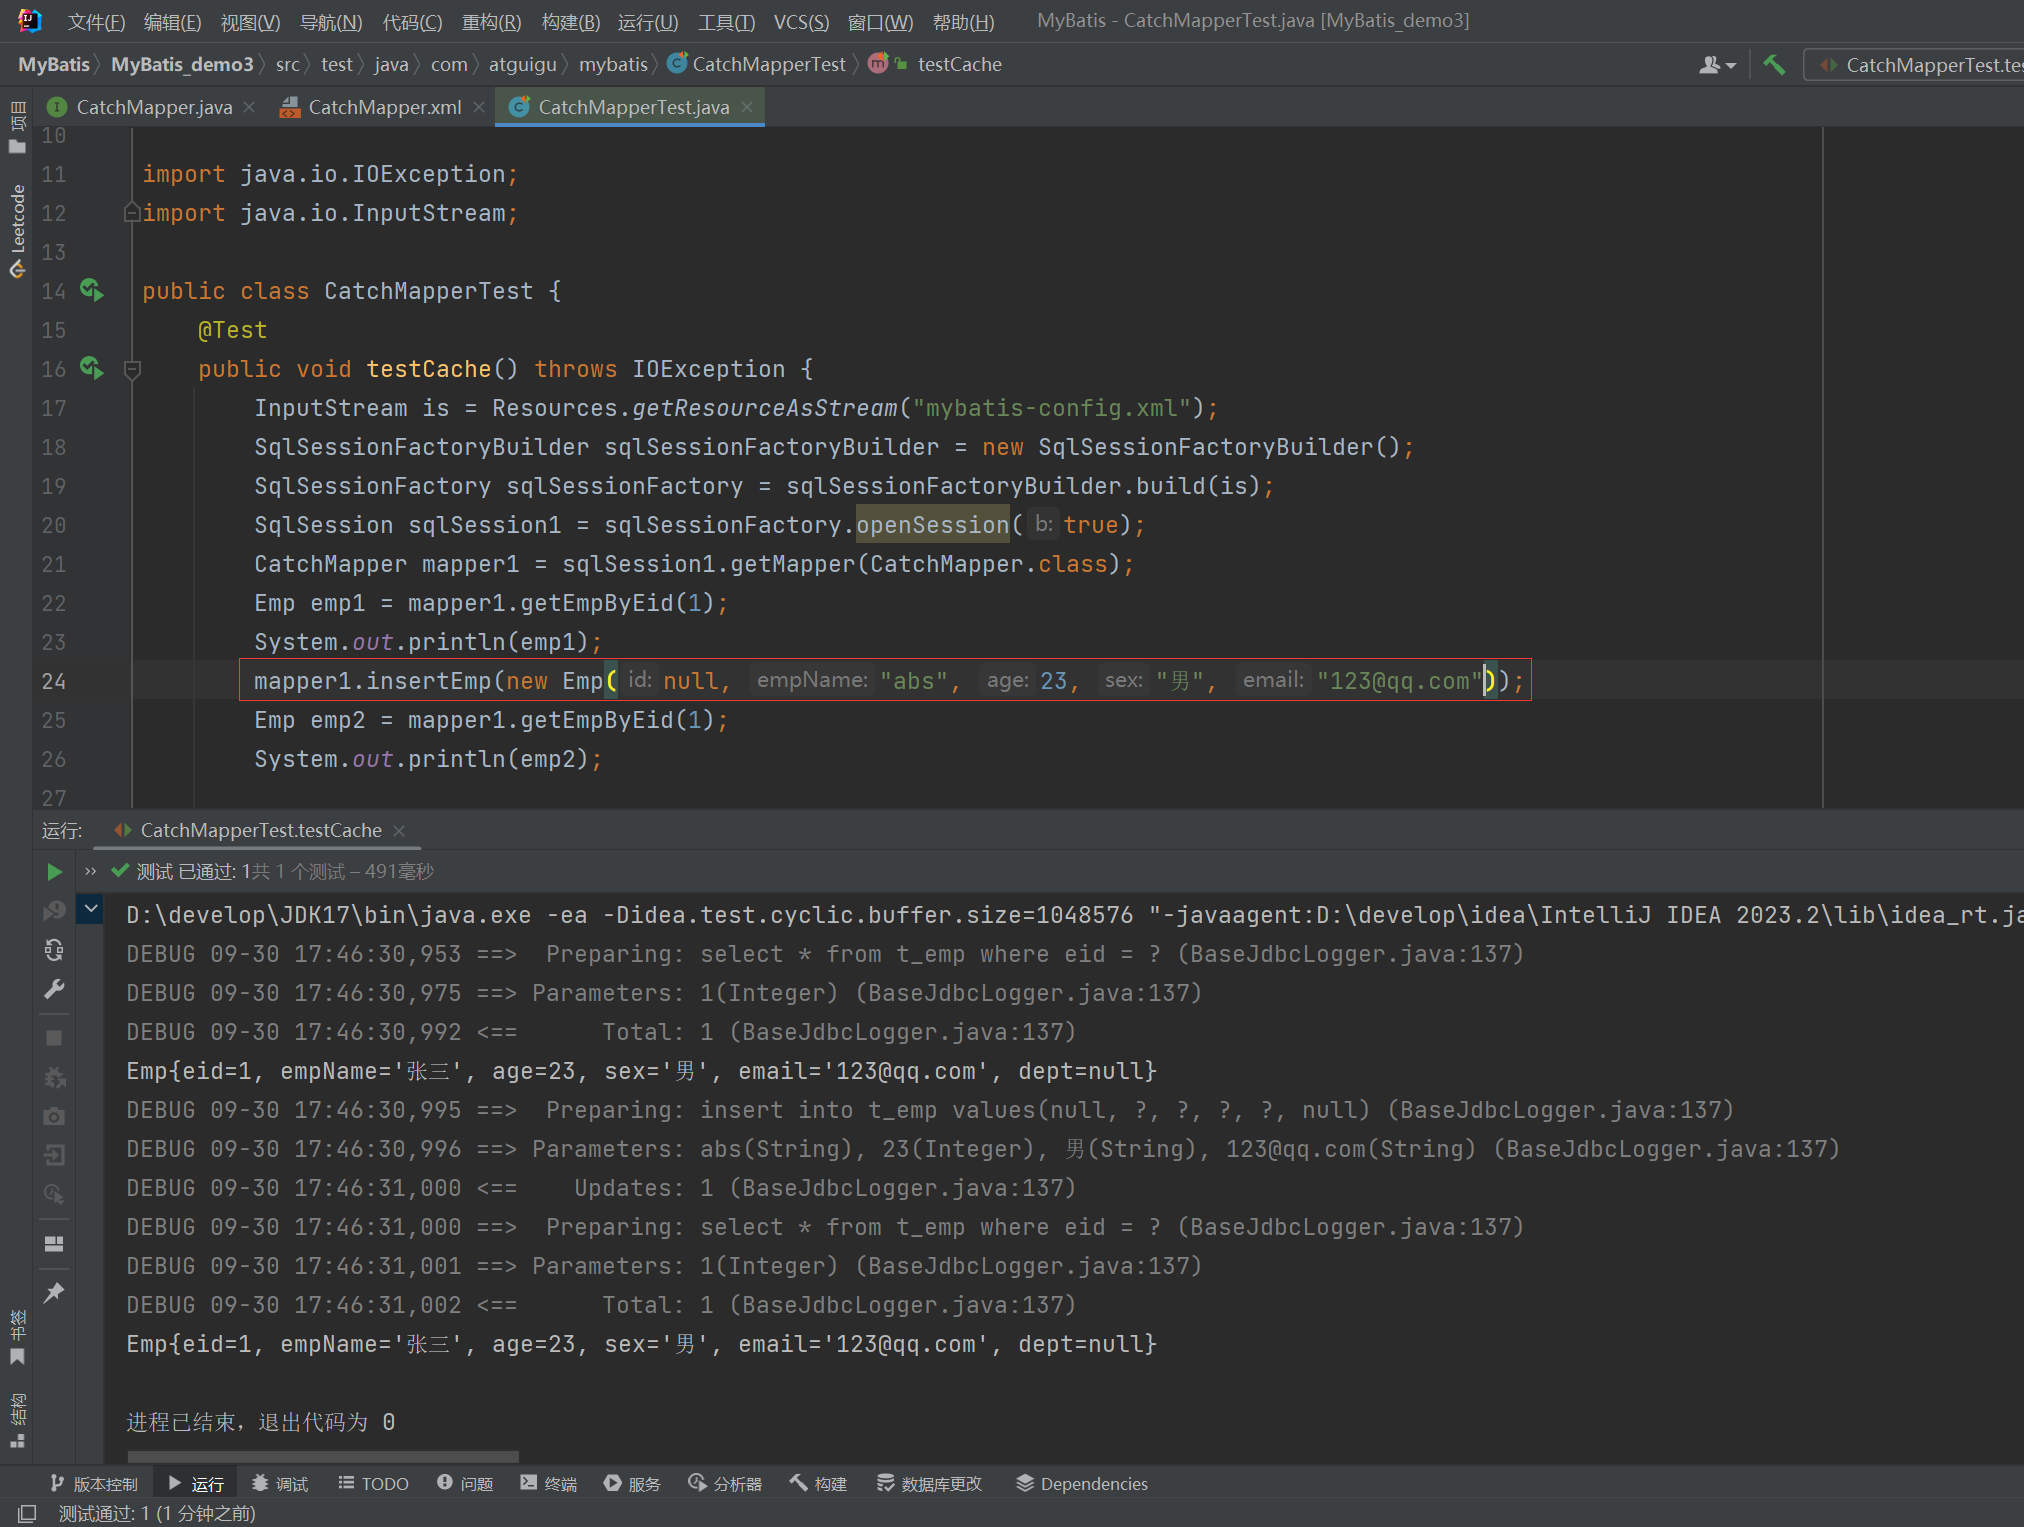 文件(F) 编辑(E) 视图(V) 导航(N) 代码(C) 重构(R) 构建(B) 运行(U) 工具(T) VCS(S) 窗口(W) 帮助(H) MyBatis - CatchMapperTest.java [MyBatis_demo3]
MyBatis MyBatis_demo3 src test java com atguigu mybatis CatchMapperTest testCache CatchMapperTest.tes
CatchMapper.java CatchMapper.xml CatchMapperTest.java
项目
Leetcode
10
11 import java.io.IOException;
12 import java.io.InputStream;
13
14 public class CatchMapperTest {
15 @Test
16 public void testCache() throws IOException {
17 InputStream is = Resources.getResourceAsStream("mybatis-config.xml");
18 SqlSessionFactoryBuilder sqlSessionFactoryBuilder = new SqlSessionFactoryBuilder();
19 SqlSessionFactory sqlSessionFactory = sqlSessionFactoryBuilder.build(is);
20 SqlSession sqlSession1 = sqlSessionFactory.openSession( b: true);
21 CatchMapper mapper1 = sqlSession1.getMapper(CatchMapper.class);
22 Emp emp1 = mapper1.getEmpByEid(1);
23 System.out.println(emp1);
24 mapper1.insertEmp(new Emp( id: null, empName: "abs", age: 23, sex: "男", email: "123@qq.com"));
25 Emp emp2 = mapper1.getEmpByEid(1);
26 System.out.println(emp2);
27
运行: CatchMapperTest.testCache
» 测试 已通过: 1共 1 个测试 – 491毫秒
D:\develop\JDK17\bin\java.exe -ea -Didea.test.cyclic.buffer.size=1048576 "-javaagent:D:\develop\idea\IntelliJ IDEA 2023.2\lib\idea_rt.ja
DEBUG 09-30 17:46:30,953 ==>  Preparing: select * from t_emp where eid = ? (BaseJdbcLogger.java:137)
DEBUG 09-30 17:46:30,975 ==> Parameters: 1(Integer) (BaseJdbcLogger.java:137)
DEBUG 09-30 17:46:30,992 <==      Total: 1 (BaseJdbcLogger.java:137)
Emp{eid=1, empName='张三', age=23, sex='男', email='123@qq.com', dept=null}
DEBUG 09-30 17:46:30,995 ==>  Preparing: insert into t_emp values(null, ?, ?, ?, ?, null) (BaseJdbcLogger.java:137)
DEBUG 09-30 17:46:30,996 ==> Parameters: abs(String), 23(Integer), 男(String), 123@qq.com(String) (BaseJdbcLogger.java:137)
DEBUG 09-30 17:46:31,000 <==    Updates: 1 (BaseJdbcLogger.java:137)
DEBUG 09-30 17:46:31,000 ==>  Preparing: select * from t_emp where eid = ? (BaseJdbcLogger.java:137)
DEBUG 09-30 17:46:31,001 ==> Parameters: 1(Integer) (BaseJdbcLogger.java:137)
DEBUG 09-30 17:46:31,002 <==      Total: 1 (BaseJdbcLogger.java:137)
Emp{eid=1, empName='张三', age=23, sex='男', email='123@qq.com', dept=null}
进程已结束，退出代码为 0
书签
结构
版本控制 运行 调试 TODO 问题 终端 服务 分析器 构建 数据库更改 Dependencies
测试通过: 1 (1 分钟之前)